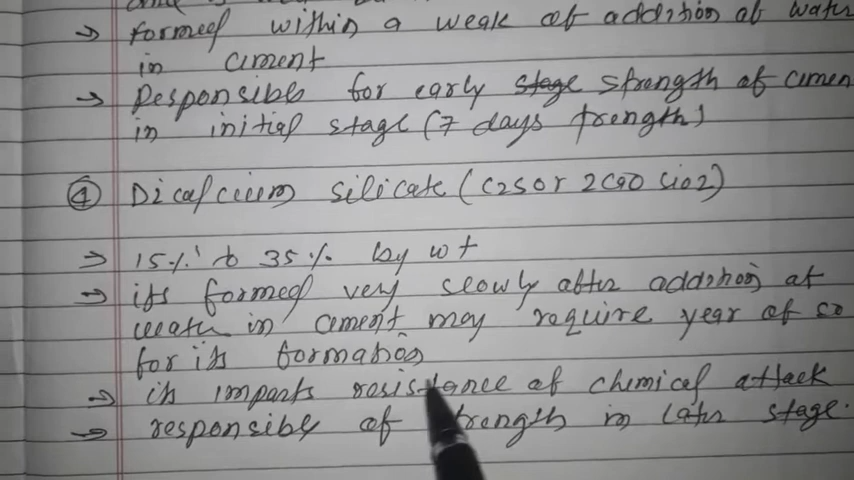 → formed within a weak of addition of water
in cement
→ Responsible for early stage strength of cemen
in initial stage (7 days strength)
④ Dicalcium silicate (C2S or 2CaO SiO2)
→ 15% to 35% by wt
→ its formed very slowly after addition of
water in cement may require year of so
for its formation
→ it imparts resistance of chemical attack
→ responsible of strength in later stage.